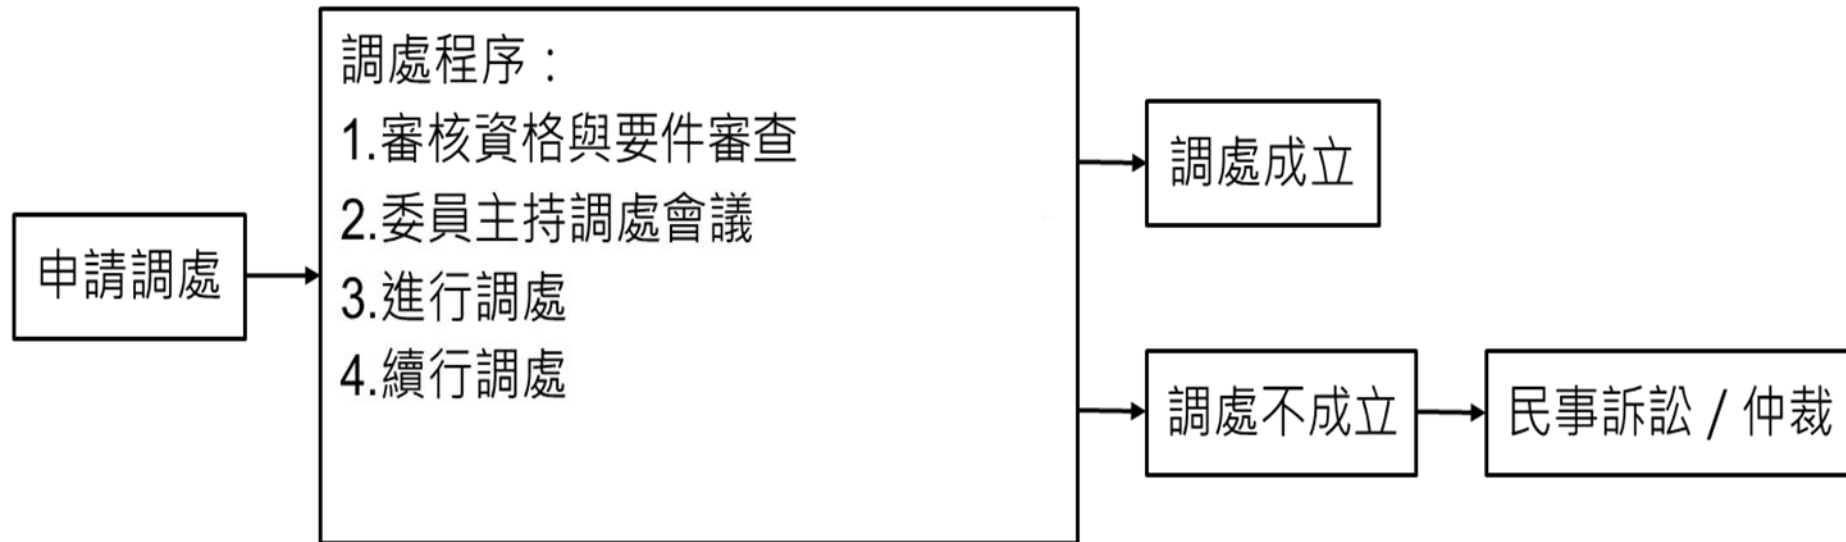 申請調處
調處程序：
1.審核資格與要件審查
2.委員主持調處會議
3.進行調處
4.續行調處
調處成立
調處不成立
民事訴訟 / 仲裁